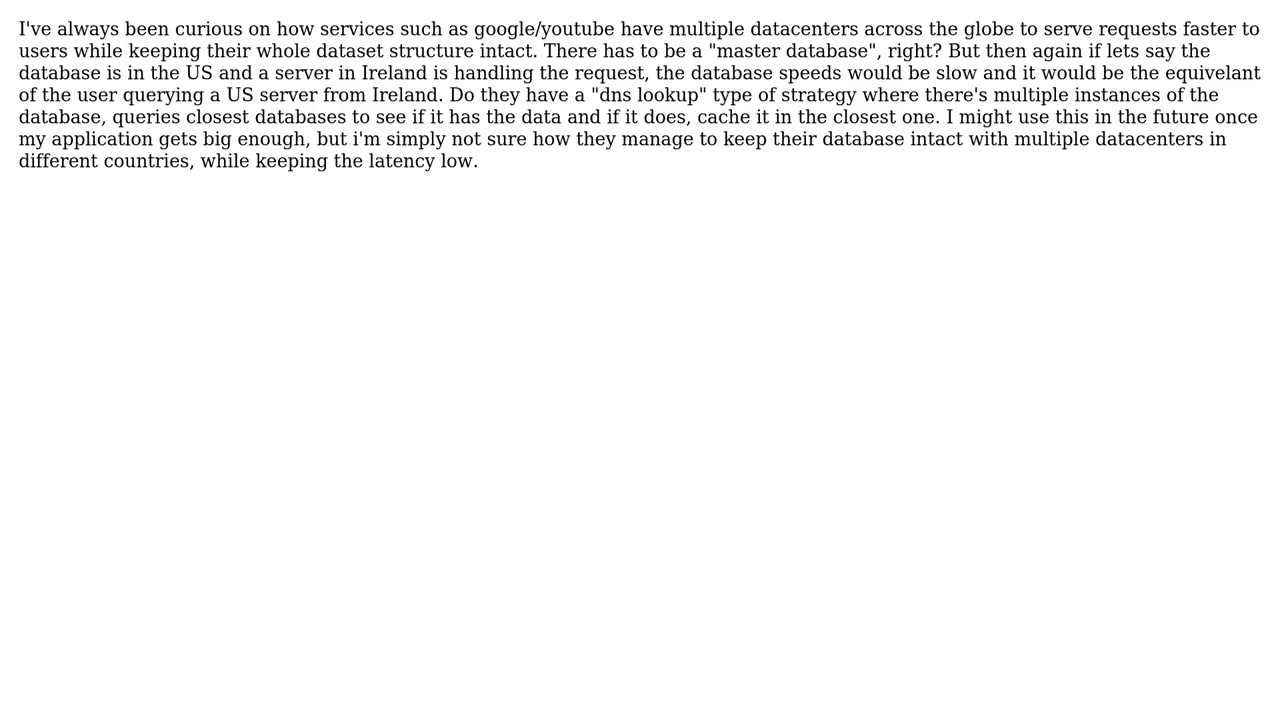 I've always been curious on how services such as google/youtube have multiple datacenters across the globe to serve requests faster to
users while keeping their whole dataset structure intact. There has to be a "master database", right? But then again if lets say the
database is in the US and a server in Ireland is handling the request, the database speeds would be slow and it would be the equivelant
of the user querying a US server from Ireland. Do they have a "dns lookup" type of strategy where there's multiple instances of the
database, queries closest databases to see if it has the data and if it does, cache it in the closest one. I might use this in the future once
my application gets big enough, but i'm simply not sure how they manage to keep their database intact with multiple datacenters in
different countries, while keeping the latency low.